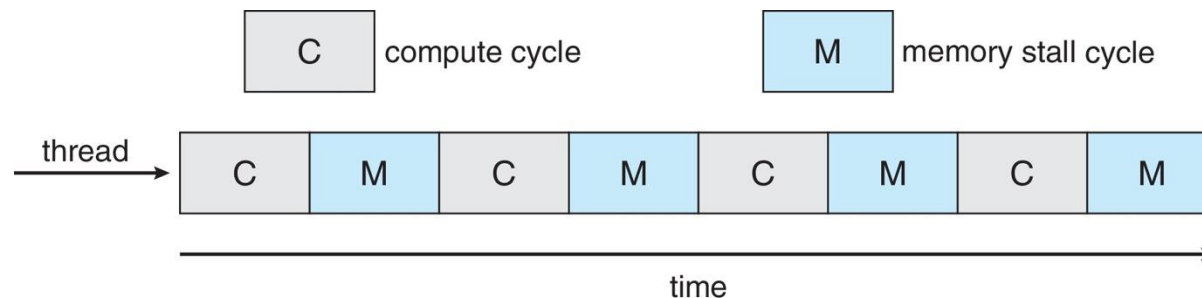 C compute cycle M memory stall cycle
thread
C M C M C M C M
time